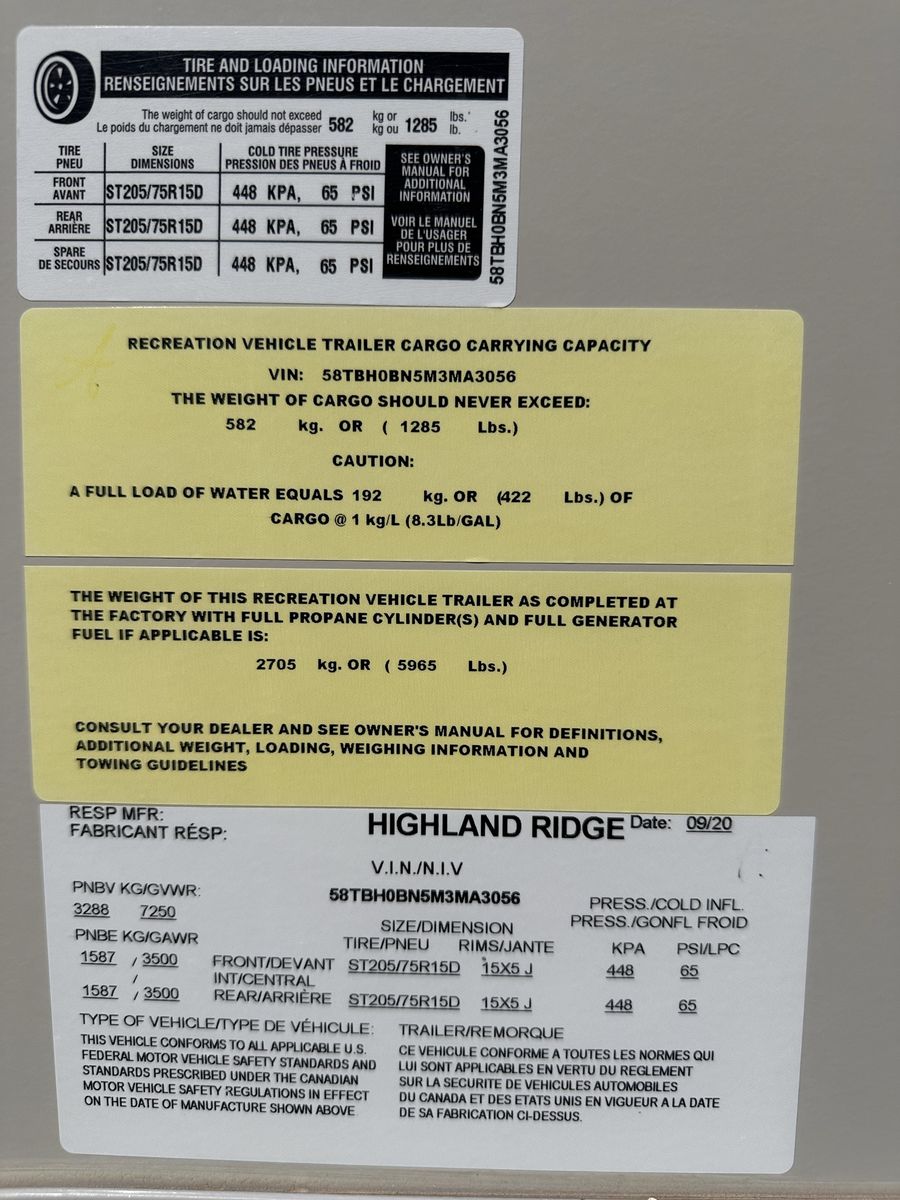 TIRE AND LOADING INFORMATION
RENSEIGNEMENTS SUR LES PNEUS ET LE CHARGEMENT
The weight of cargo should not exceed 582 kg or 1285 lbs.
Le poids du chargement ne doit jamais dépasser kg ou lb.
TIRE PNEU SIZE DIMENSIONS COLD TIRE PRESSURE PRESSION DES PNEUS À FROID
FRONT AVANT ST205/75R15D 448 KPA, 65 PSI
REAR ARRIÈRE ST205/75R15D 448 KPA, 65 PSI
SPARE DE SECOURS ST205/75R15D 448 KPA, 65 PSI
SEE OWNER'S
MANUAL FOR
ADDITIONAL
INFORMATION
VOIR LE MANUEL
DE L'USAGER
POUR PLUS DE
RENSEIGNEMENTS
58TBH0BN5M3MA3056
RECREATION VEHICLE TRAILER CARGO CARRYING CAPACITY
VIN: 58TBH0BN5M3MA3056
THE WEIGHT OF CARGO SHOULD NEVER EXCEED:
582 kg. OR ( 1285 Lbs.)
CAUTION:
A FULL LOAD OF WATER EQUALS 192 kg. OR (422 Lbs.) OF
CARGO @ 1 kg/L (8.3Lb/GAL)
THE WEIGHT OF THIS RECREATION VEHICLE TRAILER AS COMPLETED AT
THE FACTORY WITH FULL PROPANE CYLINDER(S) AND FULL GENERATOR
FUEL IF APPLICABLE IS:
2705 kg. OR ( 5965 Lbs.)
CONSULT YOUR DEALER AND SEE OWNER'S MANUAL FOR DEFINITIONS,
ADDITIONAL WEIGHT, LOADING, WEIGHING INFORMATION AND
TOWING GUIDELINES
RESP MFR:
FABRICANT RÉSP:
HIGHLAND RIDGE Date: 09/20
V.I.N./N.I.V
58TBH0BN5M3MA3056
PNBV KG/GVWR:
3288 7250
PNBE KG/GAWR
SIZE/DIMENSION
TIRE/PNEU RIMS/JANTE
PRESS./COLD INFL.
PRESS./GONFL FROID
KPA PSI/LPC
1587 / 3500 FRONT/DEVANT ST205/75R15D 15X5 J 448 65
/ INT/CENTRAL
1587 / 3500 REAR/ARRIÈRE ST205/75R15D 15X5 J 448 65
TYPE OF VEHICLE/TYPE DE VÉHICULE: TRAILER/REMORQUE
THIS VEHICLE CONFORMS TO ALL APPLICABLE U.S.
FEDERAL MOTOR VEHICLE SAFETY STANDARDS AND
STANDARDS PRESCRIBED UNDER THE CANADIAN
MOTOR VEHICLE SAFETY REGULATIONS IN EFFECT
ON THE DATE OF MANUFACTURE SHOWN ABOVE
CE VEHICULE CONFORME A TOUTES LES NORMES QUI
LUI SONT APPLICABLES EN VERTU DU REGLEMENT
SUR LA SECURITE DE VEHICULES AUTOMOBILES
DU CANADA ET DES ETATS UNIS EN VIGUEUR A LA DATE
DE SA FABRICATION CI-DESSUS.